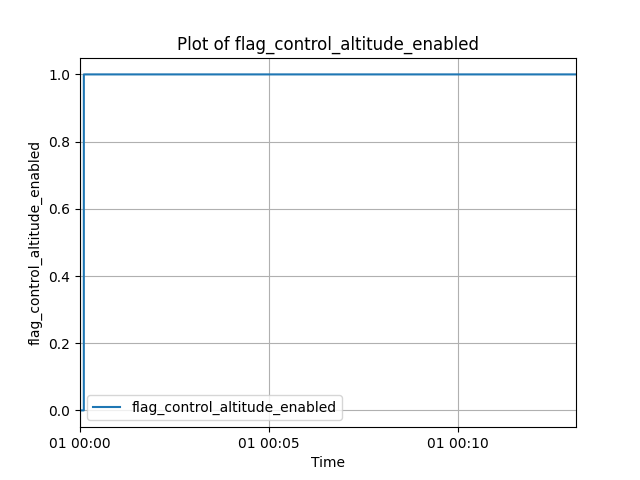 Plot of flag_control_altitude_enabled
flag_control_altitude_enabled
1.0
0.8
0.6
0.4
0.2
0.0
flag_control_altitude_enabled
01 00:00 01 00:05 01 00:10
Time